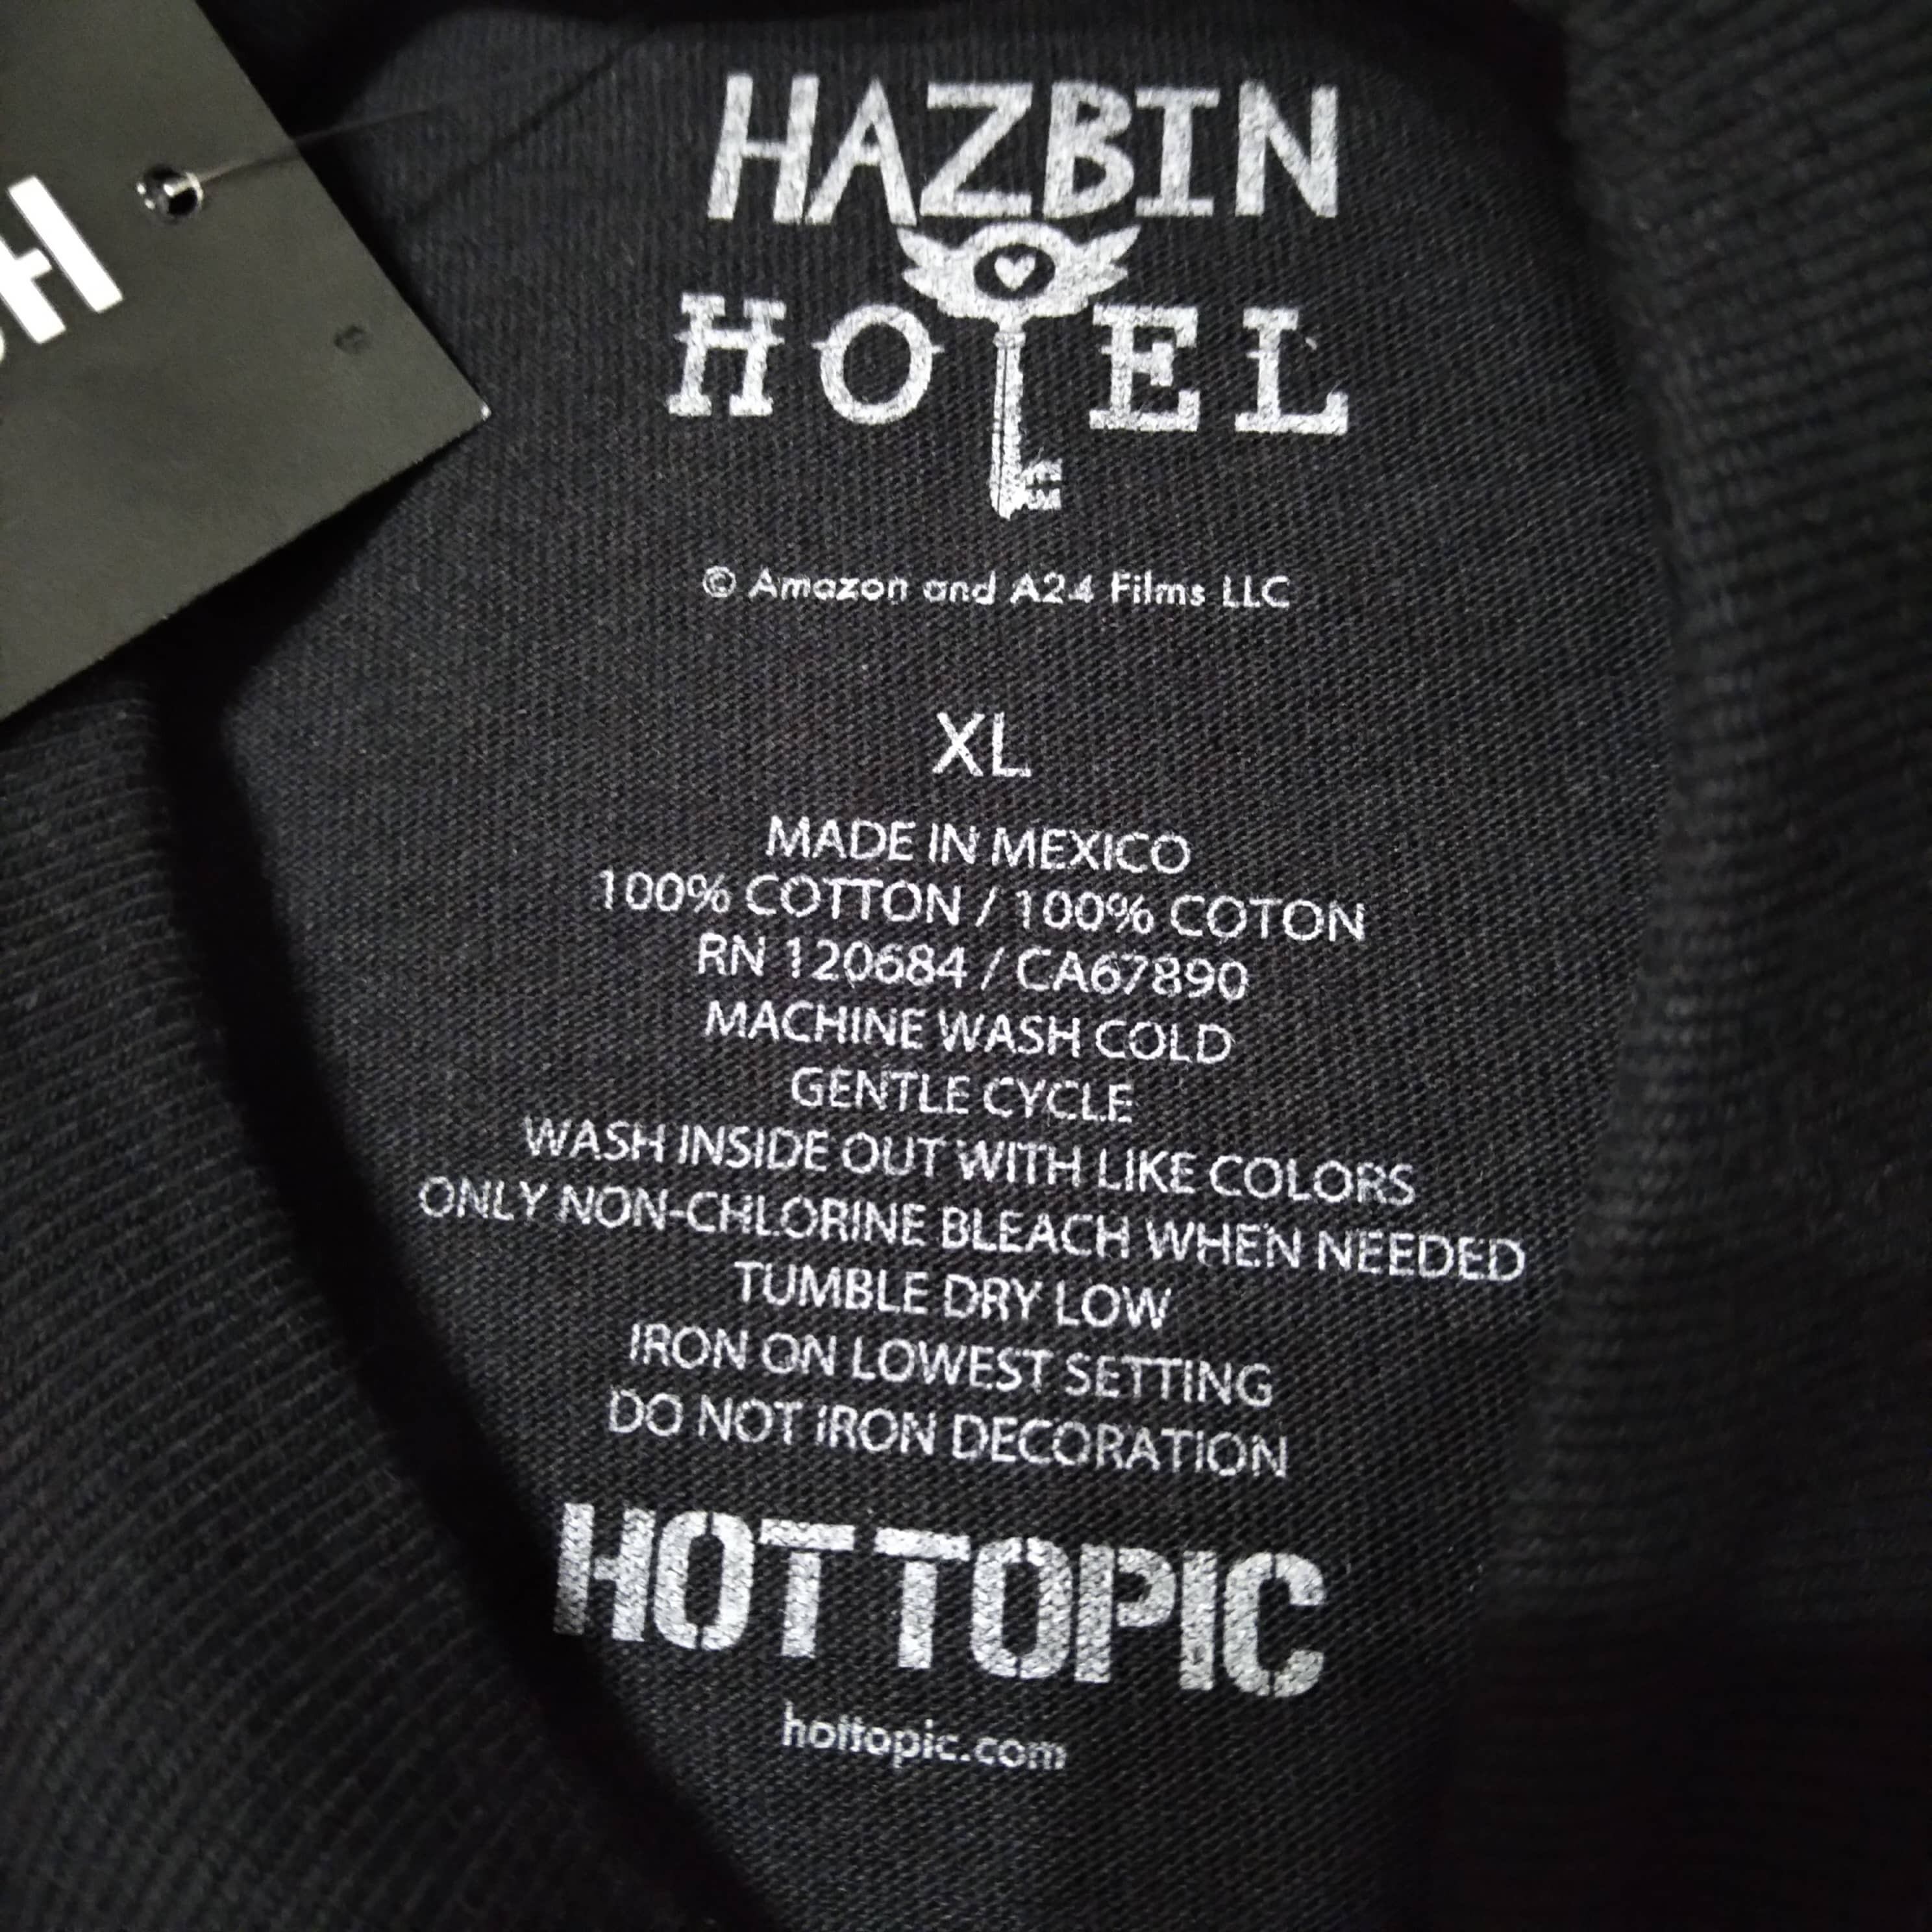 HAZBIN
HOTEL
© Amazon and A24 Films LLC
XL
MADE IN MEXICO
100% COTTON / 100% COTON
RN 120684 / CA67890
MACHINE WASH COLD
GENTLE CYCLE
WASH INSIDE OUT WITH LIKE COLORS
ONLY NON-CHLORINE BLEACH WHEN NEEDED
TUMBLE DRY LOW
IRON ON LOWEST SETTING
DO NOT IRON DECORATION
HOT TOPIC
hottopic.com